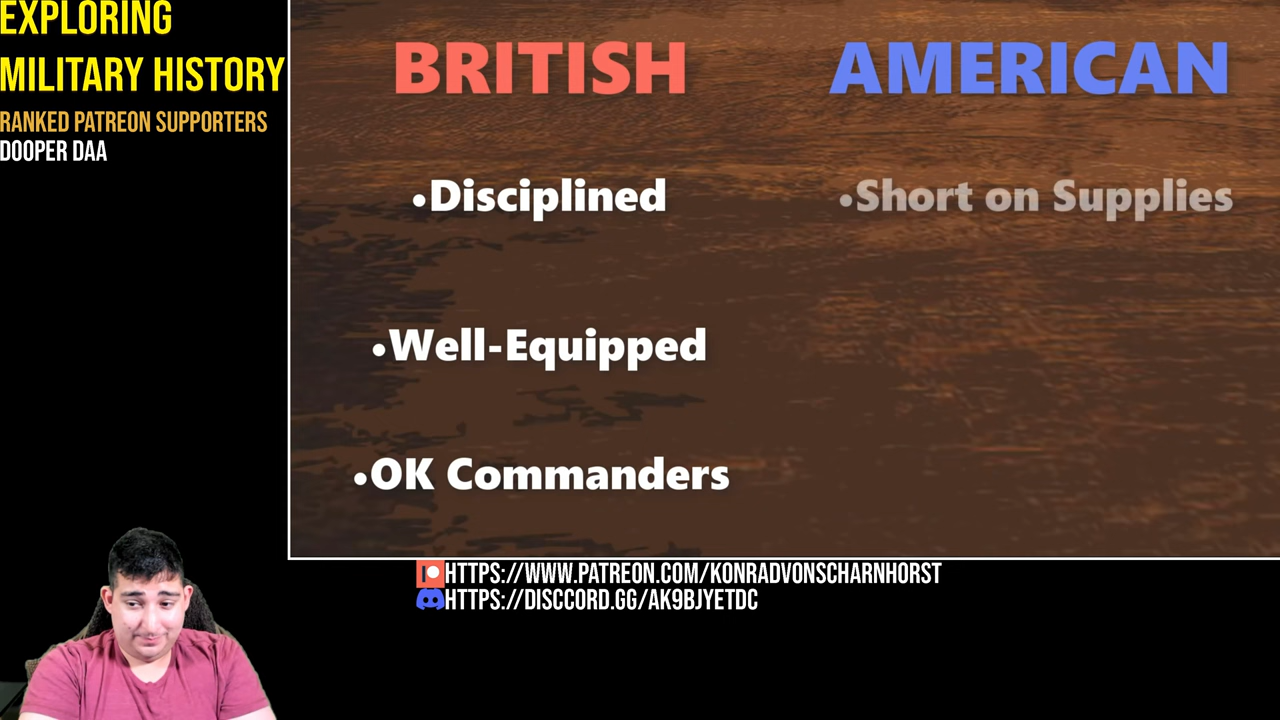 EXPLORING
MILITARY HISTORY
RANKED PATREON SUPPORTERS
DOOPER DAA
BRITISH
AMERICAN
•Disciplined
•Short on Supplies
•Well-Equipped
•OK Commanders
HTTPS://WWW.PATREON.COM/KONRADVONSCHARNHORST
HTTPS://DISCCORD.GG/AK9BJYETDC